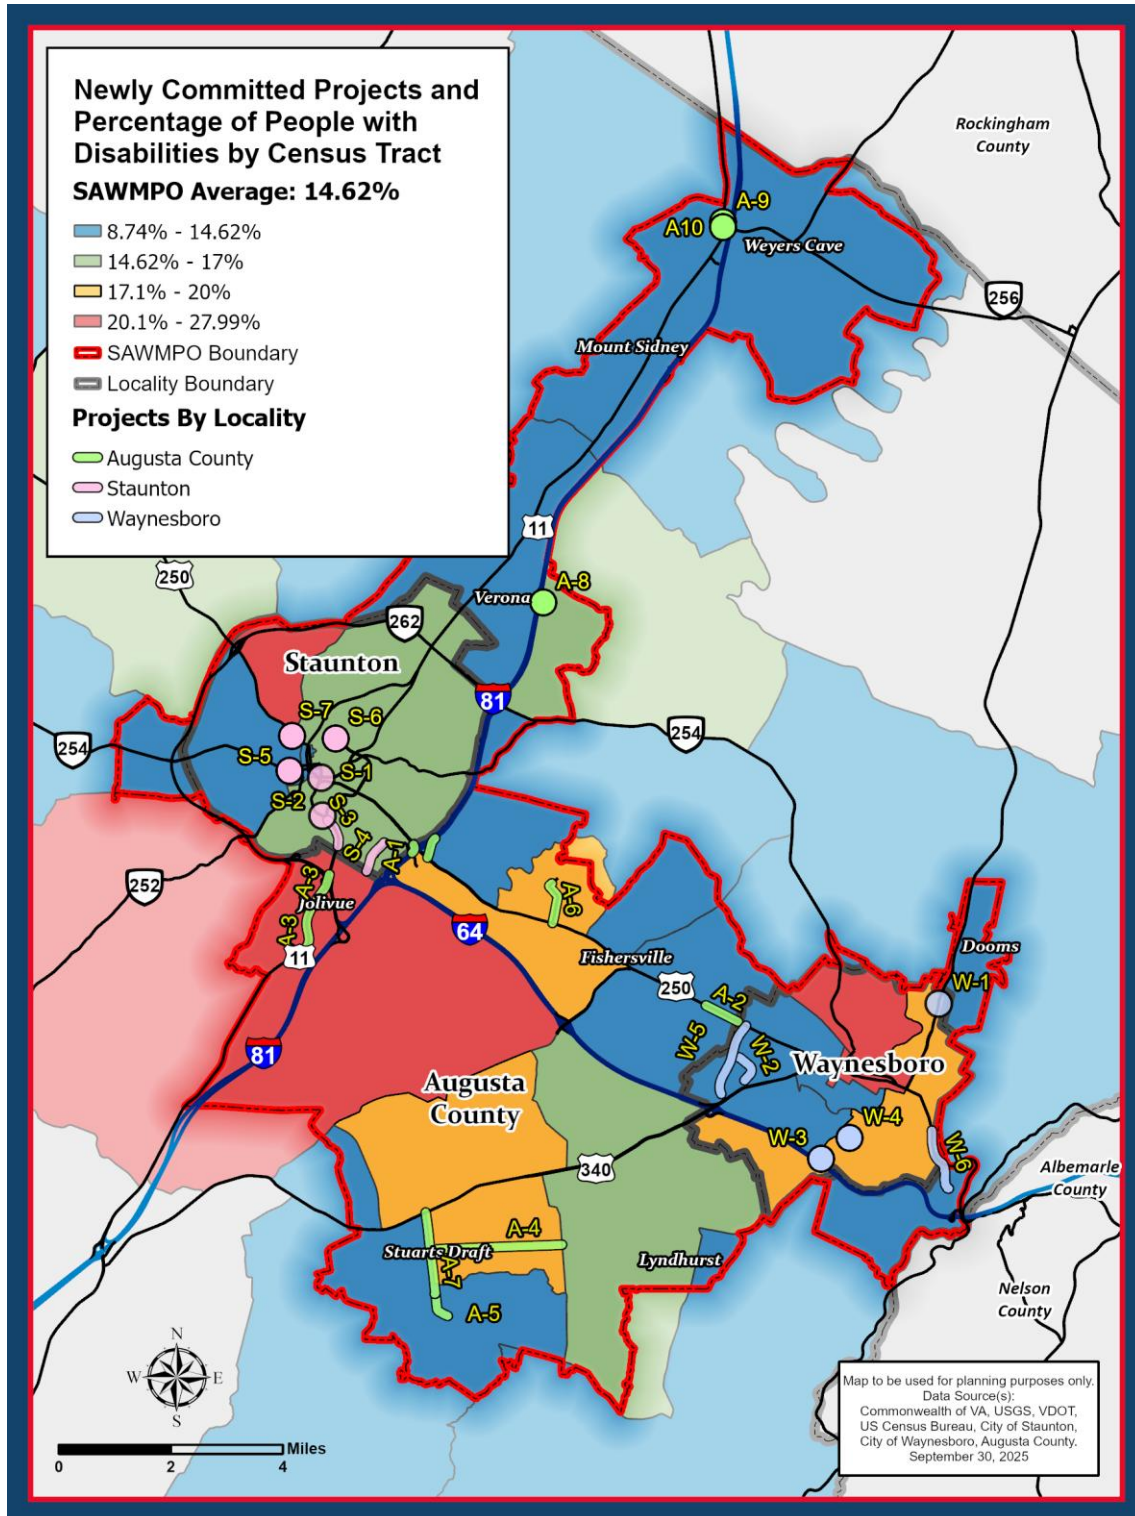 Newly Committed Projects and
Percentage of People with
Disabilities by Census Tract
SAWMPO Average: 14.62%
8.74% - 14.62%
14.62% - 17%
17.1% - 20%
20.1% - 27.99%
SAWMPO Boundary
Locality Boundary
Projects By Locality
Augusta County
Staunton
Waynesboro
Rockingham
County
A-9
A10
Weyers Cave
256
Mount Sidney
11
250
A-8
Verona
262
Staunton
81
S-7
S-6
254
254
S-5
S-1
S-2
S-3
S-4
A-1
252
A-3
Jolivue
A-6
A-3
64
11
Dooms
Fishersville
W-1
250
A-2
W-5
W-2
81
Waynesboro
Augusta
County
W-4
W-3
W-6
340
Albemarle
County
A-4
Stuarts Draft
Lyndhurst
A-7
Nelson
County
A-5
N
W
E
S
Miles
0
2
4
Map to be used for planning purposes only.
Data Source(s):
Commonwealth of VA, USGS, VDOT,
US Census Bureau, City of Staunton,
City of Waynesboro, Augusta County.
September 30, 2025